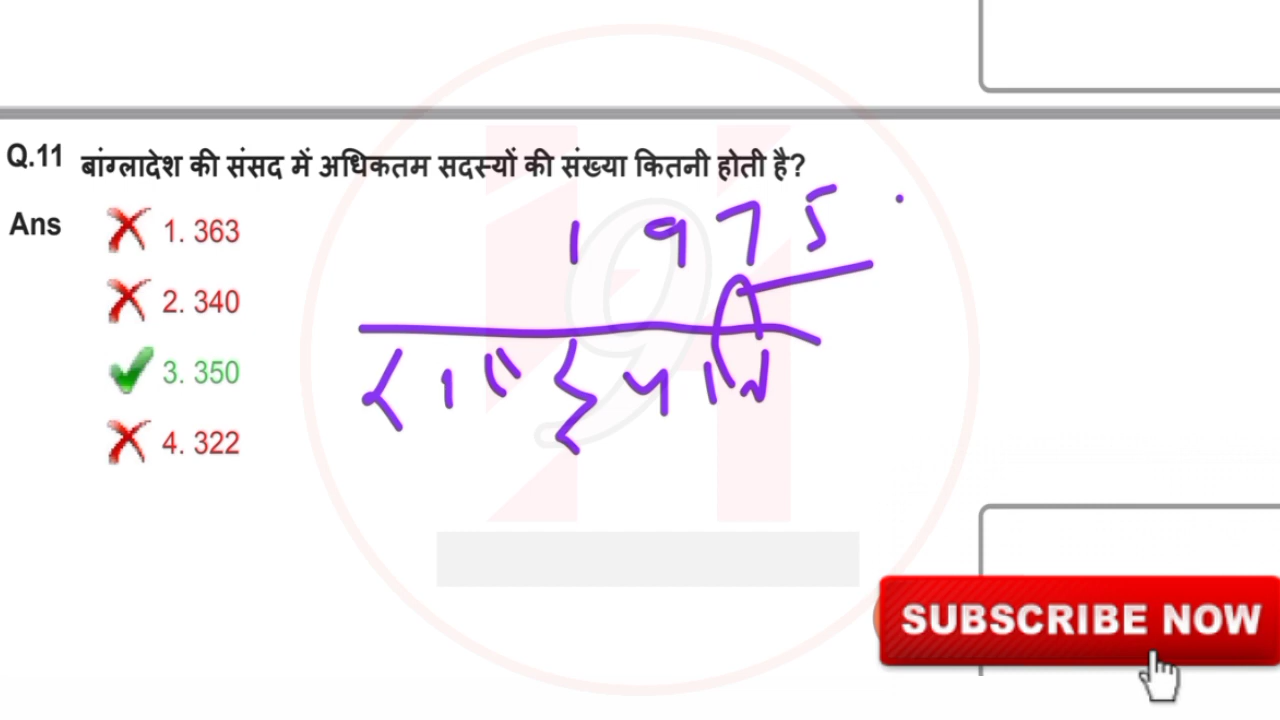 Q.11 बांग्लादेश की संसद में अधिकतम सदस्यों की संख्या कितनी होती है?
Ans
1. 363
2. 340
3. 350
4. 322
1975
SUBSCRIBE NOW